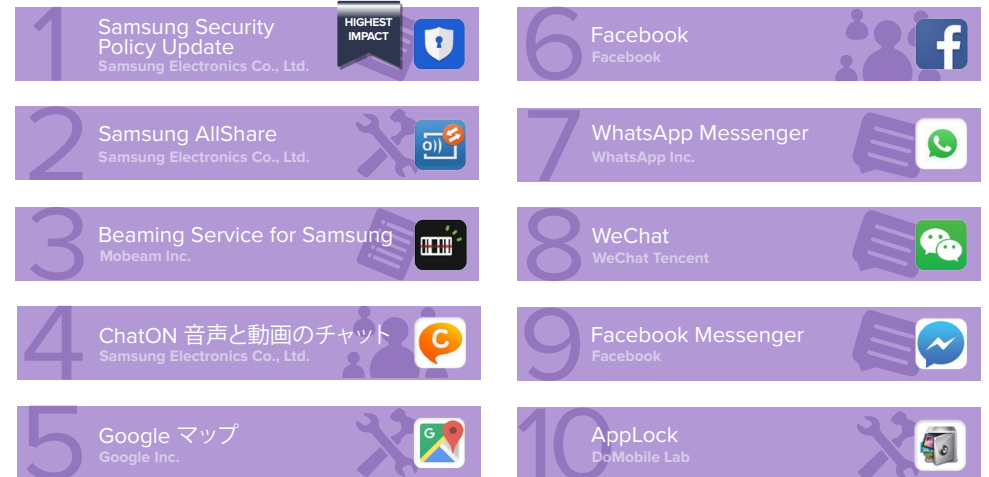 1
Samsung Security
Policy Update
Samsung Electronics Co., Ltd.
HIGHEST
IMPACT
2
Samsung AllShare
Samsung Electronics Co., Ltd.
3
Beaming Service for Samsung
Mobeam Inc.
4
ChatON 音声と動画のチャット
Samsung Electronics Co., Ltd.
C
5
Google マップ
Google Inc.
G
6
Facebook
Facebook
f
7
WhatsApp Messenger
WhatsApp Inc.
8
WeChat
WeChat Tencent
9
Facebook Messenger
Facebook
10
AppLock
DoMobile Lab